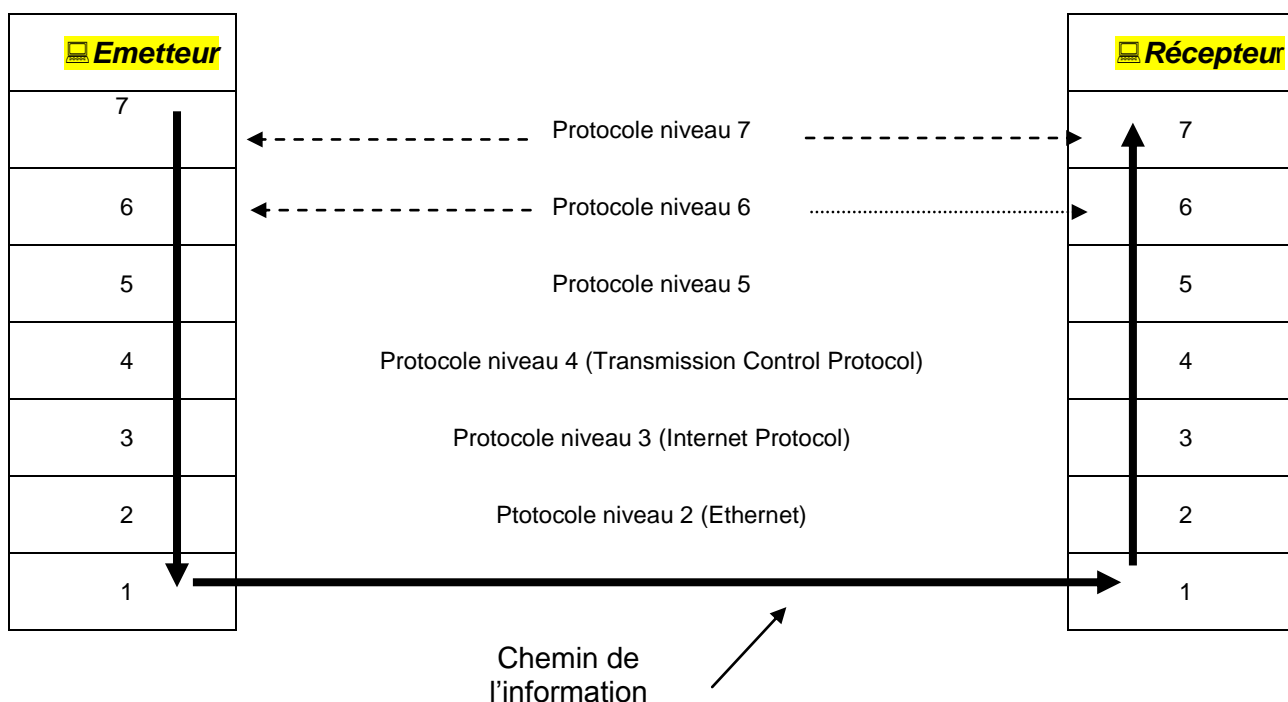 Emetteur Récepteur
7 Protocole niveau 7 7
6 Protocole niveau 6 6
5 Protocole niveau 5 5
4 Protocole niveau 4 (Transmission Control Protocol) 4
3 Protocole niveau 3 (Internet Protocol) 3
2 Ptotocole niveau 2 (Ethernet) 2
1 1
Chemin de
l'information